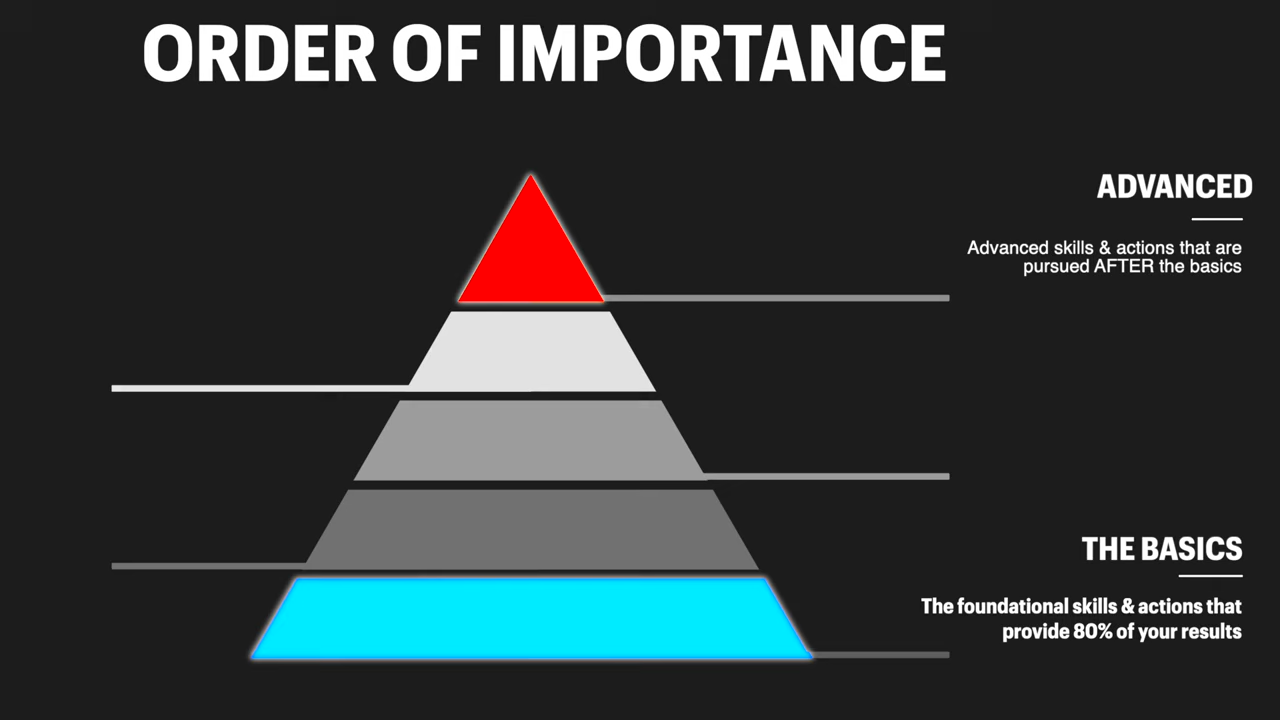 ORDER OF IMPORTANCE
ADVANCED
Advanced skills & actions that are
pursued AFTER the basics
THE BASICS
The foundational skills & actions that
provide 80% of your results